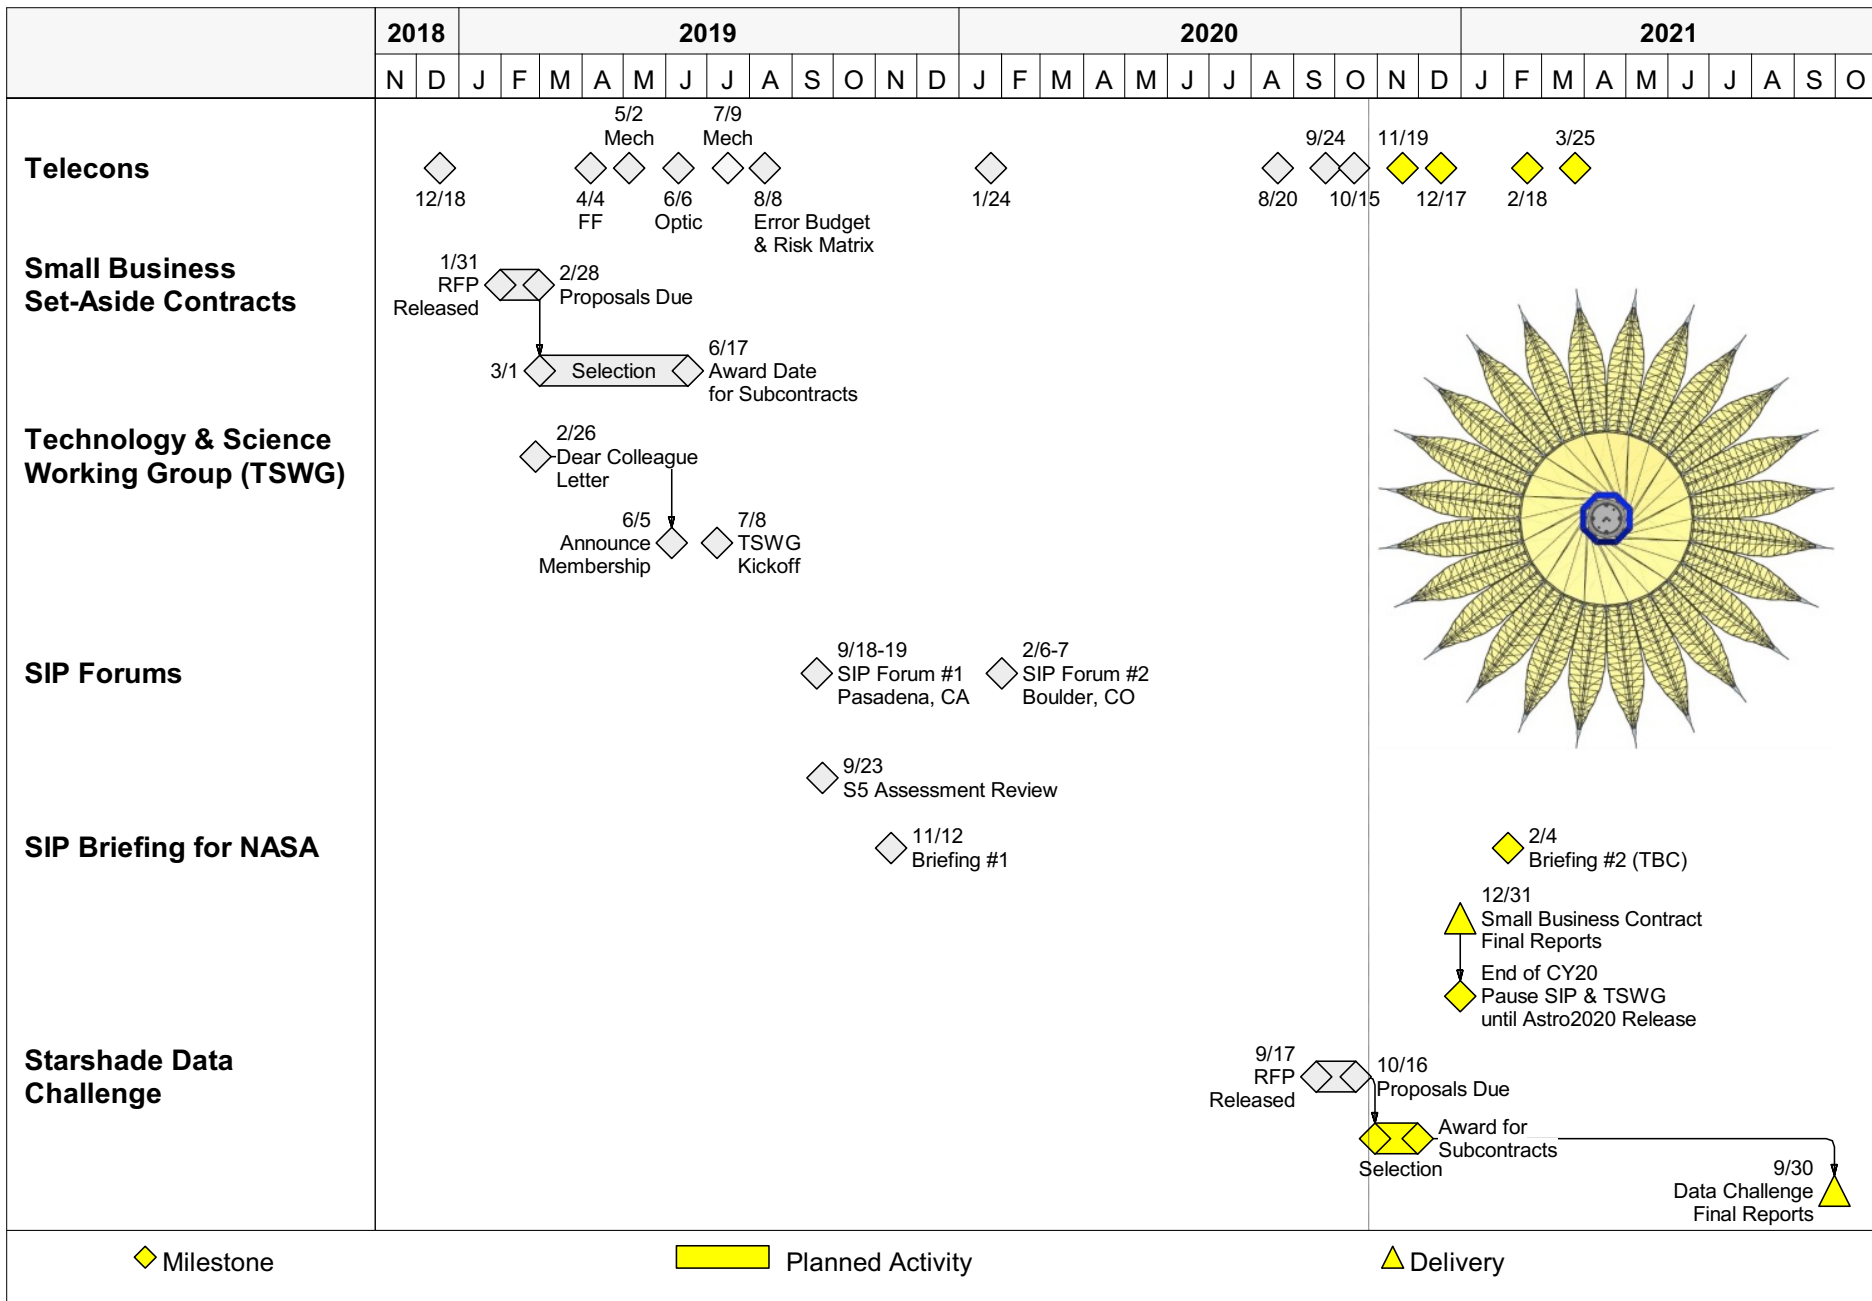 2018 2019 2020 2021
N D J F M A M J J A S O N D J F M A M J J A S O N D J F M A M J J A S O
Telecons
5/2
Mech
7/9
Mech
9/24
11/19
3/25
12/18
4/4
FF
6/6
Optic
8/8
Error Budget
& Risk Matrix
1/24
8/20
10/15
12/17
2/18
Small Business
Set-Aside Contracts
1/31
RFP
Released
2/28
Proposals Due
3/1
Selection
6/17
Award Date
for Subcontracts
Technology & Science
Working Group (TSWG)
2/26
Dear Colleague
Letter
6/5
Announce
Membership
7/8
TSWG
Kickoff
SIP Forums
9/18-19
SIP Forum #1
Pasadena, CA
2/6-7
SIP Forum #2
Boulder, CO
9/23
S5 Assessment Review
SIP Briefing for NASA
11/12
Briefing #1
2/4
Briefing #2 (TBC)
12/31
Small Business Contract
Final Reports
End of CY20
Pause SIP & TSWG
until Astro2020 Release
Starshade Data
Challenge
9/17
RFP
Released
10/16
Proposals Due
Award for
Subcontracts
Selection
9/30
Data Challenge
Final Reports
Milestone
Planned Activity
Delivery